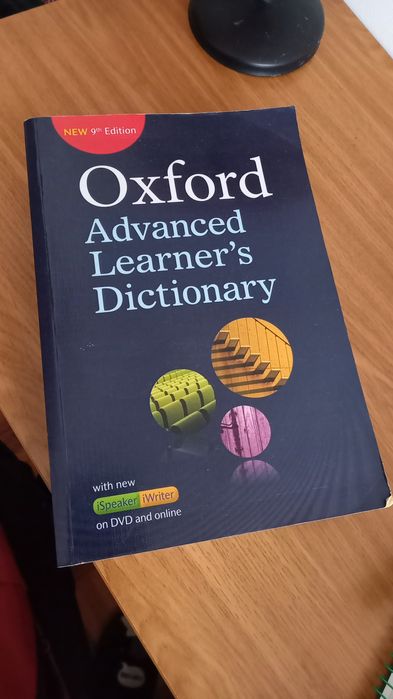 NEW 9th Edition
Oxford
Advanced
Learner's
Dictionary
with new
iSpeaker iWriter
on DVD and online